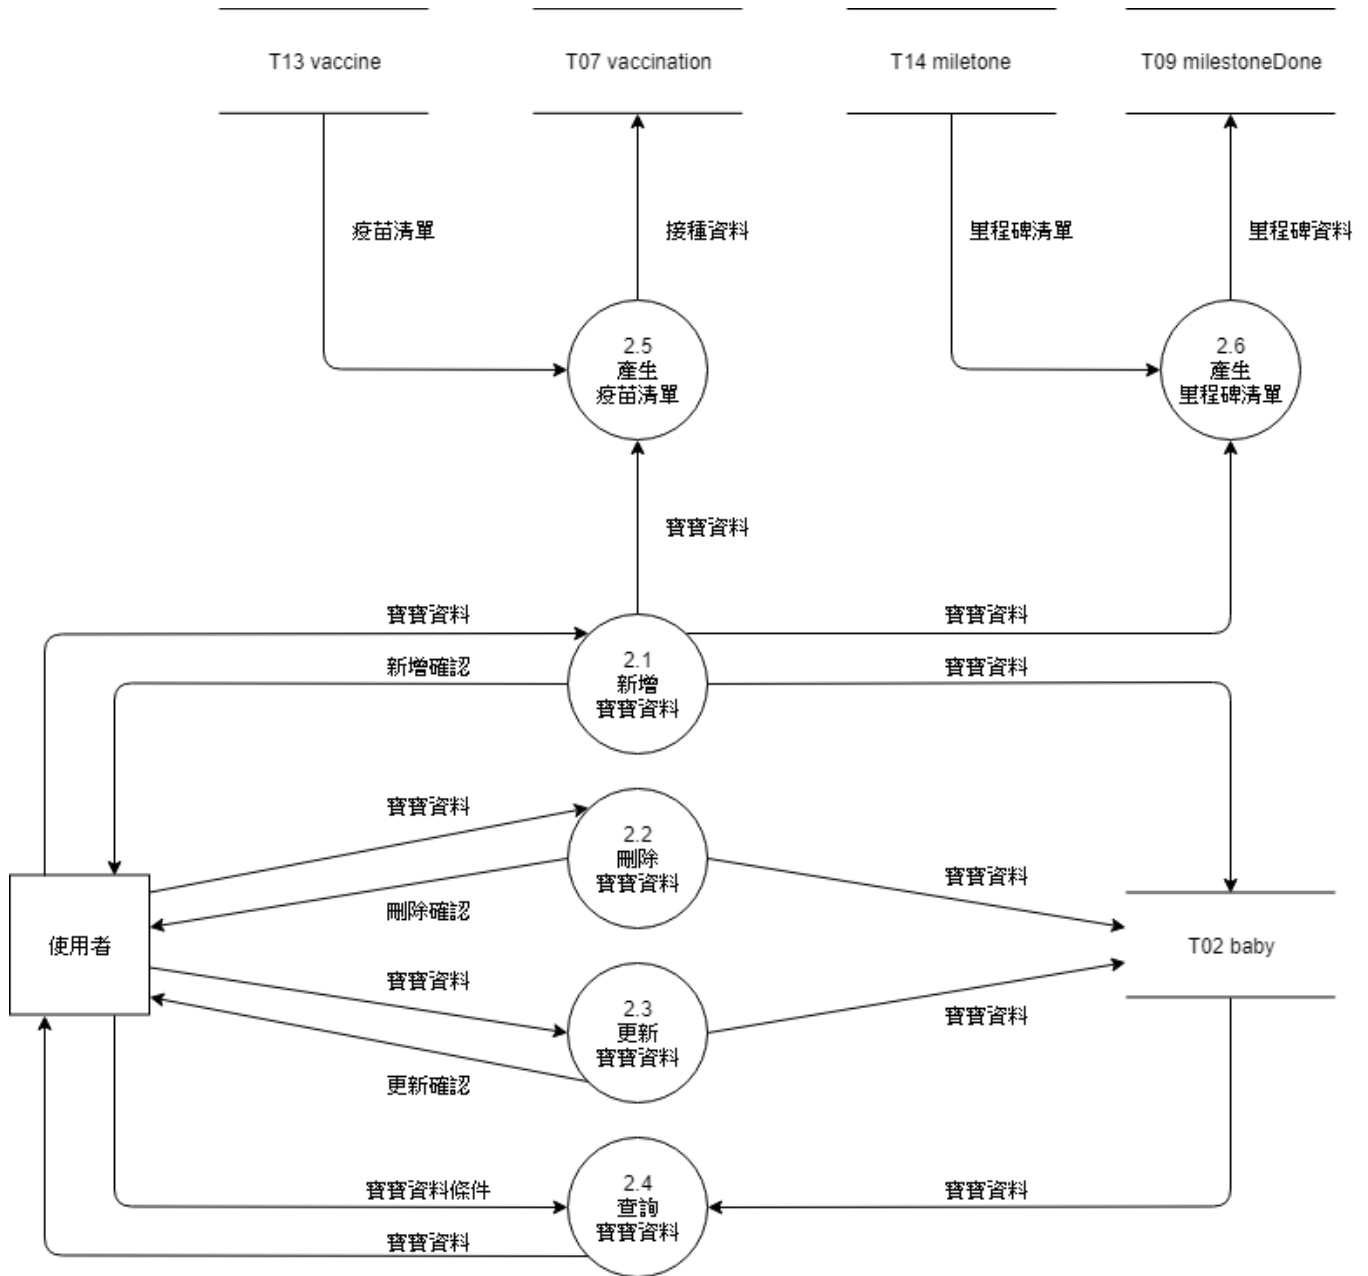 T13 vaccine
T07 vaccination
T14 miletone
T09 milestoneDone
疫苗清單
接種資料
里程碑清單
里程碑資料
2.5
產生
疫苗清單
2.6
產生
里程碑清單
寶寶資料
寶寶資料
寶寶資料
新增確認
2.1
新增
寶寶資料
寶寶資料
寶寶資料
2.2
刪除
寶寶資料
寶寶資料
刪除確認
使用者
T02 baby
寶寶資料
2.3
更新
寶寶資料
寶寶資料
更新確認
寶寶資料條件
2.4
查詢
寶寶資料
寶寶資料
寶寶資料